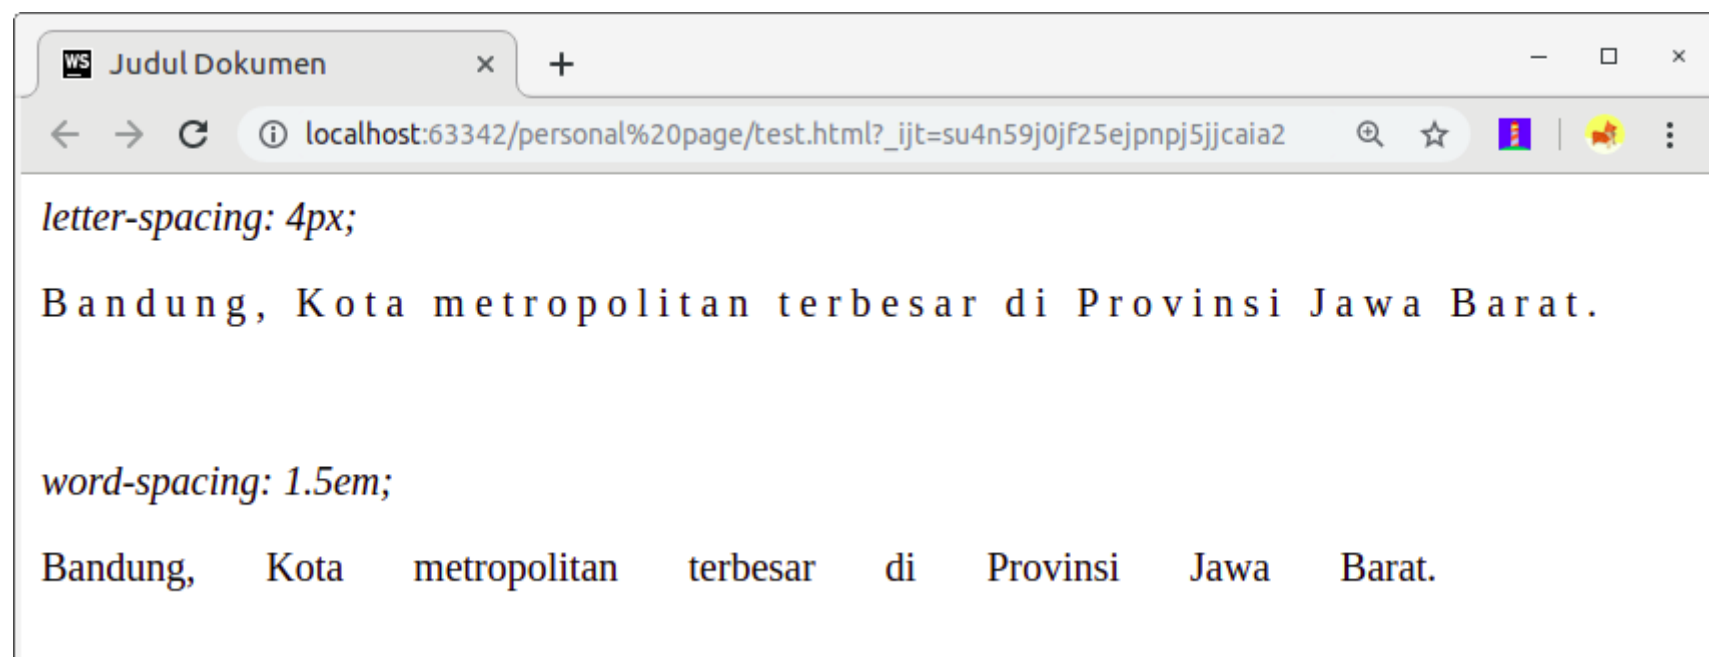 WS Judul Dokumen
localhost:63342/personal%20page/test.html?_ijt=su4n59j0jf25ejpnpj5jjcaia2
letter-spacing: 4px;
Bandung, Kota metropolitan terbesar di Provinsi Jawa Barat.
word-spacing: 1.5em;
Bandung, Kota metropolitan terbesar di Provinsi Jawa Barat.